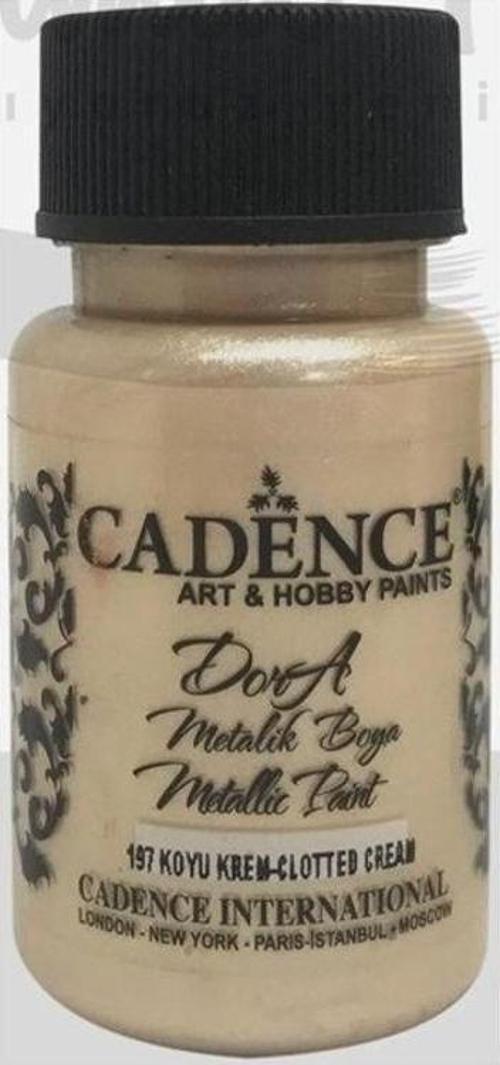 CADENCE®
ART & HOBBY PAINTS
DorA
Metalik Boya
Metallic Paint
197 KOYU KREM-CLOTTED CREAM
CADENCE INTERNATIONAL
LONDON - NEW YORK - PARIS-İSTANBUL - MOSCOW